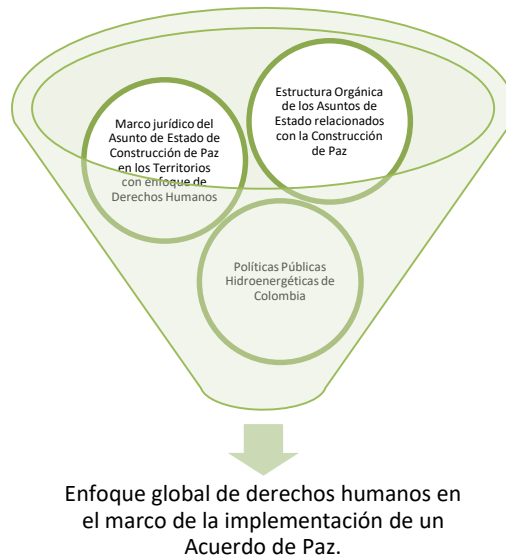 Estructura Orgánica
de los Asuntos de
Estado relacionados
con la Construcción
de Paz
Marco jurídico del
Asunto de Estado de
Construcción de Paz
en los Territorios
con enfoque de
Derechos Humanos
Políticas Públicas
Hidroenergéticas de
Colombia
Enfoque global de derechos humanos en
el marco de la implementación de un
Acuerdo de Paz.